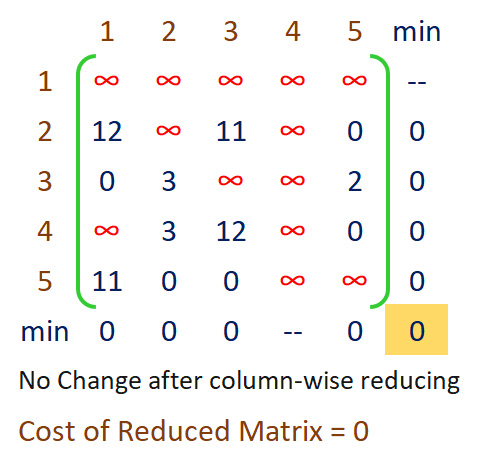 1 2 3 4 5 min
1 ∞ ∞ ∞ ∞ ∞ --
2 12 ∞ 11 ∞ 0 0
3 0 3 ∞ ∞ 2 0
4 ∞ 3 12 ∞ 0 0
5 11 0 0 ∞ ∞ 0
min 0 0 0 -- 0 0
No Change after column-wise reducing
Cost of Reduced Matrix = 0